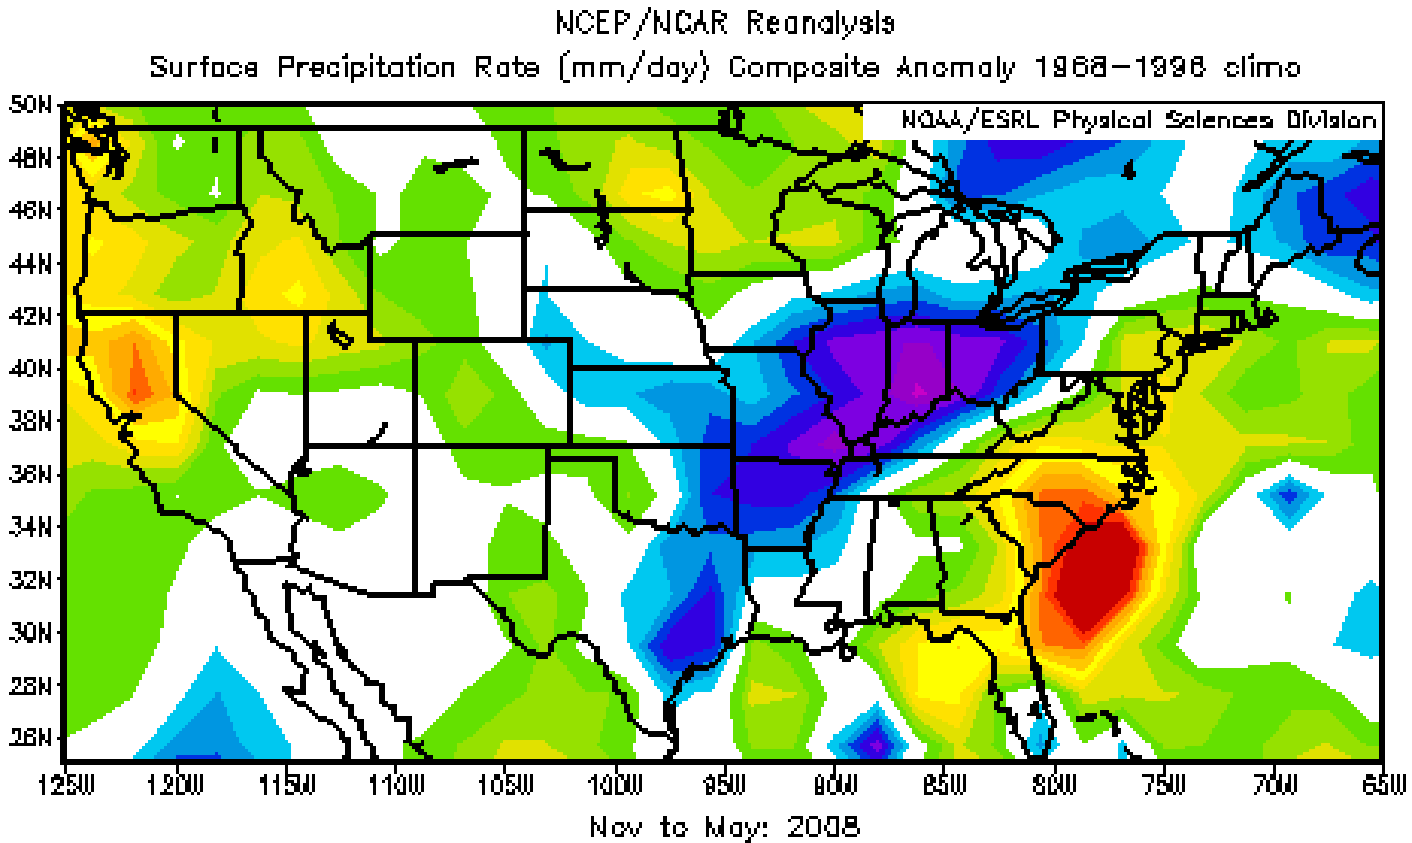 NCEP/NCAR Reanalysis
Surface Precipitation Rate (mm/day) Composite Anomaly 1968-1996 climo
NOAA/ESRL Physical Sciences Division
50N
48N
46N
44N
42N
40N
38N
36N
34N
32N
30N
28N
26N
125W 120W 115W 110W 105W 100W 95W 90W 85W 80W 75W 70W 65W
Nov to May: 2008